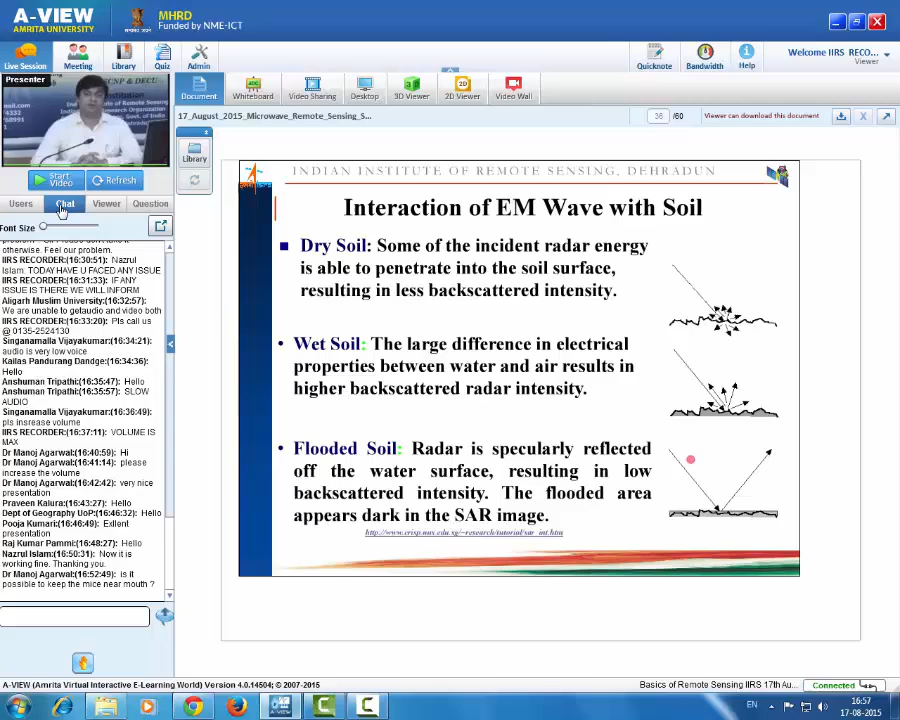 A-VIEW
AMRITA UNIVERSITY
MHRD
Funded by NME-ICT
Live Session
Meeting
Library
Quiz
Admin
Quicknote
Bandwidth
Help
Welcome IIRS_RECO...
Viewer
Presenter
Document
Whiteboard
Video Sharing
Desktop
3D Viewer
2D Viewer
Video Wall
17_August_2015_Microwave_Remote_Sensing_S...
38 /60
Viewer can download this document
Library
Start Video
Refresh
Users
Chat
Viewer
Question
Font Size
otherwise. Feel our problem.
IIRS RECORDER:(16:30:51) Nazrul
Islam: TODAY HAVE U FACED ANY ISSUE
IIRS RECORDER:(16:31:33): IF ANY
ISSUE IS THERE WE WILL INFORM
Aligarh Muslim University:(16:32:57):
We are unable to getaudio and video both
IIRS RECORDER:(16:33:20): Pls call us
@ 0135-2524130
Singanamalla Vijayakumar:(16:34:21):
audio is very low voice
Kailas Pandurang Dandge:(16:34:36):
Hello
Anshuman Tripathi:(16:35:47): Hello
Anshuman Tripathi:(16:35:57): SLOW
AUDIO
Singanamalla Vijayakumar:(16:36:49):
pls insrease volume
IIRS RECORDER:(16:37:11): VOLUME IS
MAX
Dr Manoj Agarwal:(16:40:59): Hi
Dr Manoj Agarwal:(16:41:14): please
increase the volume
Dr Manoj Agarwal:(16:42:42): very nice
presentation
Praveen Kalura:(16:43:27): Hello
Dept of Geography UoP:(16:46:32): Hello
Pooja Kumari:(16:46:49): Exllent
presentation
Raj Kumar Pammi:(16:48:27): Hello
Nazrul Islam:(16:50:31): Now it is
working fine. Thanking you.
Dr Manoj Agarwal:(16:52:49): is it
possible to keep the mice near mouth ?
INDIAN INSTITUTE OF REMOTE SENSING, DEHRADUN
Interaction of EM Wave with Soil
Dry Soil: Some of the incident radar energy
is able to penetrate into the soil surface,
resulting in less backscattered intensity.
Wet Soil: The large difference in electrical
properties between water and air results in
higher backscattered radar intensity.
Flooded Soil: Radar is specularly reflected
off the water surface, resulting in low
backscattered intensity. The flooded area
appears dark in the SAR image.
http://www.crisp.nus.edu.sg/~research/tutorial/sar_int.htm
A-VIEW (Amrita Virtual Interactive E-Learning World) Version 4.0.14504; © 2007-2015
Basics of Remote Sensing IIRS 17th Au...
Connected
EN
16:57
17-08-2015